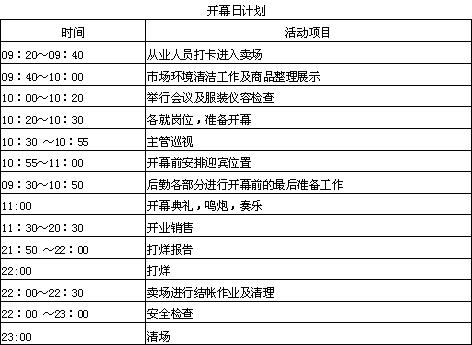 开幕日计划
时间 活动项目
09：20～09：40 从业人员打卡进入卖场
09：40～10：00 市场环境清洁工作及商品整理展示
10：00～10：20 举行会议及服装仪容检查
10：20～10：30 各就岗位，准备开幕
10：30 ～10：55 主管巡视
10：55～11：00 开幕前安排迎宾位置
09：30～10：50 后勤各部分进行开幕前的最后准备工作
11:00 开幕典礼，鸣炮，奏乐
11：30～20：30 开业销售
21：50 ～22：00 打烊报告
22:00 打烊
22：00～22：30 卖场进行结帐作业及清理
22：00 ～23：00 安全检查
23:00 清场